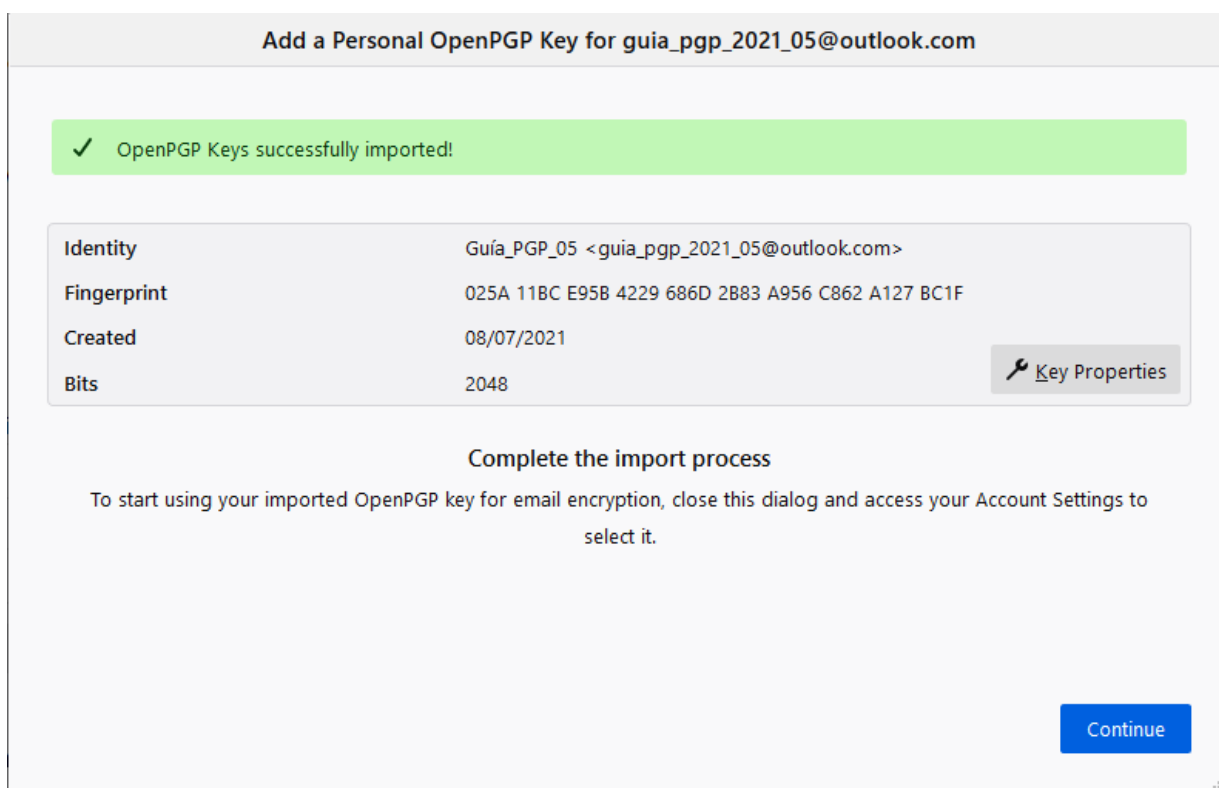 Add a Personal OpenPGP Key for guia_pgp_2021_05@outlook.com
OpenPGP Keys successfully imported!
Identity Guía_PGP_05 <guia_pgp_2021_05@outlook.com>
Fingerprint 025A 11BC E95B 4229 686D 2B83 A956 C862 A127 BC1F
Created 08/07/2021
Bits 2048
Key Properties
Complete the import process
To start using your imported OpenPGP key for email encryption, close this dialog and access your Account Settings to
select it.
Continue